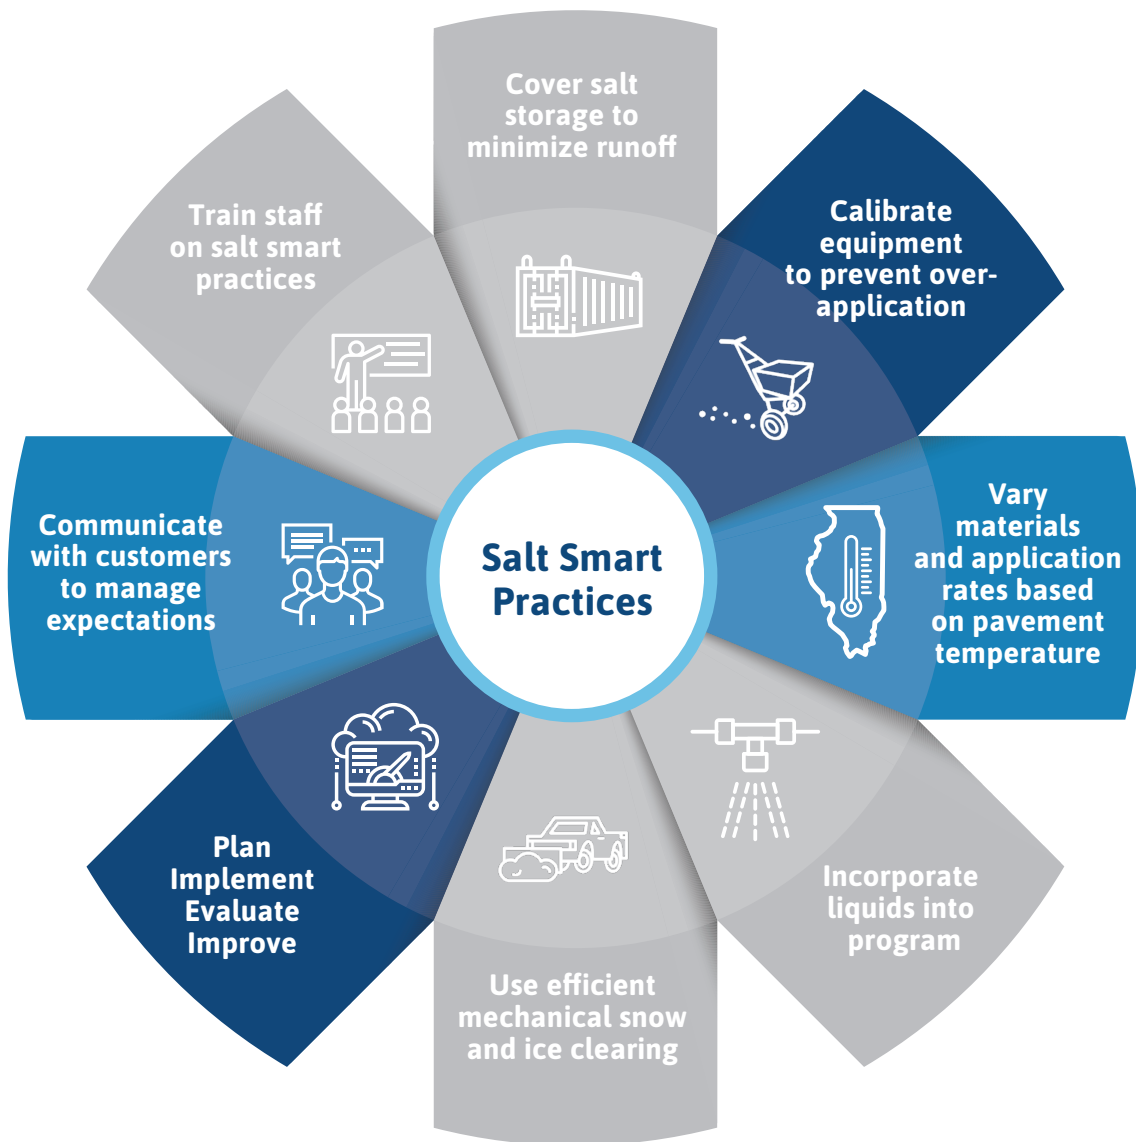 Cover salt
storage to
minimize runoff
Calibrate
equipment
to prevent over-
application
Vary
materials
and application
rates based
on pavement
temperature
Incorporate
liquids into
program
Use efficient
mechanical snow
and ice clearing
Plan
Implement
Evaluate
Improve
Communicate
with customers
to manage
expectations
Train staff
on salt smart
practices
Salt Smart
Practices